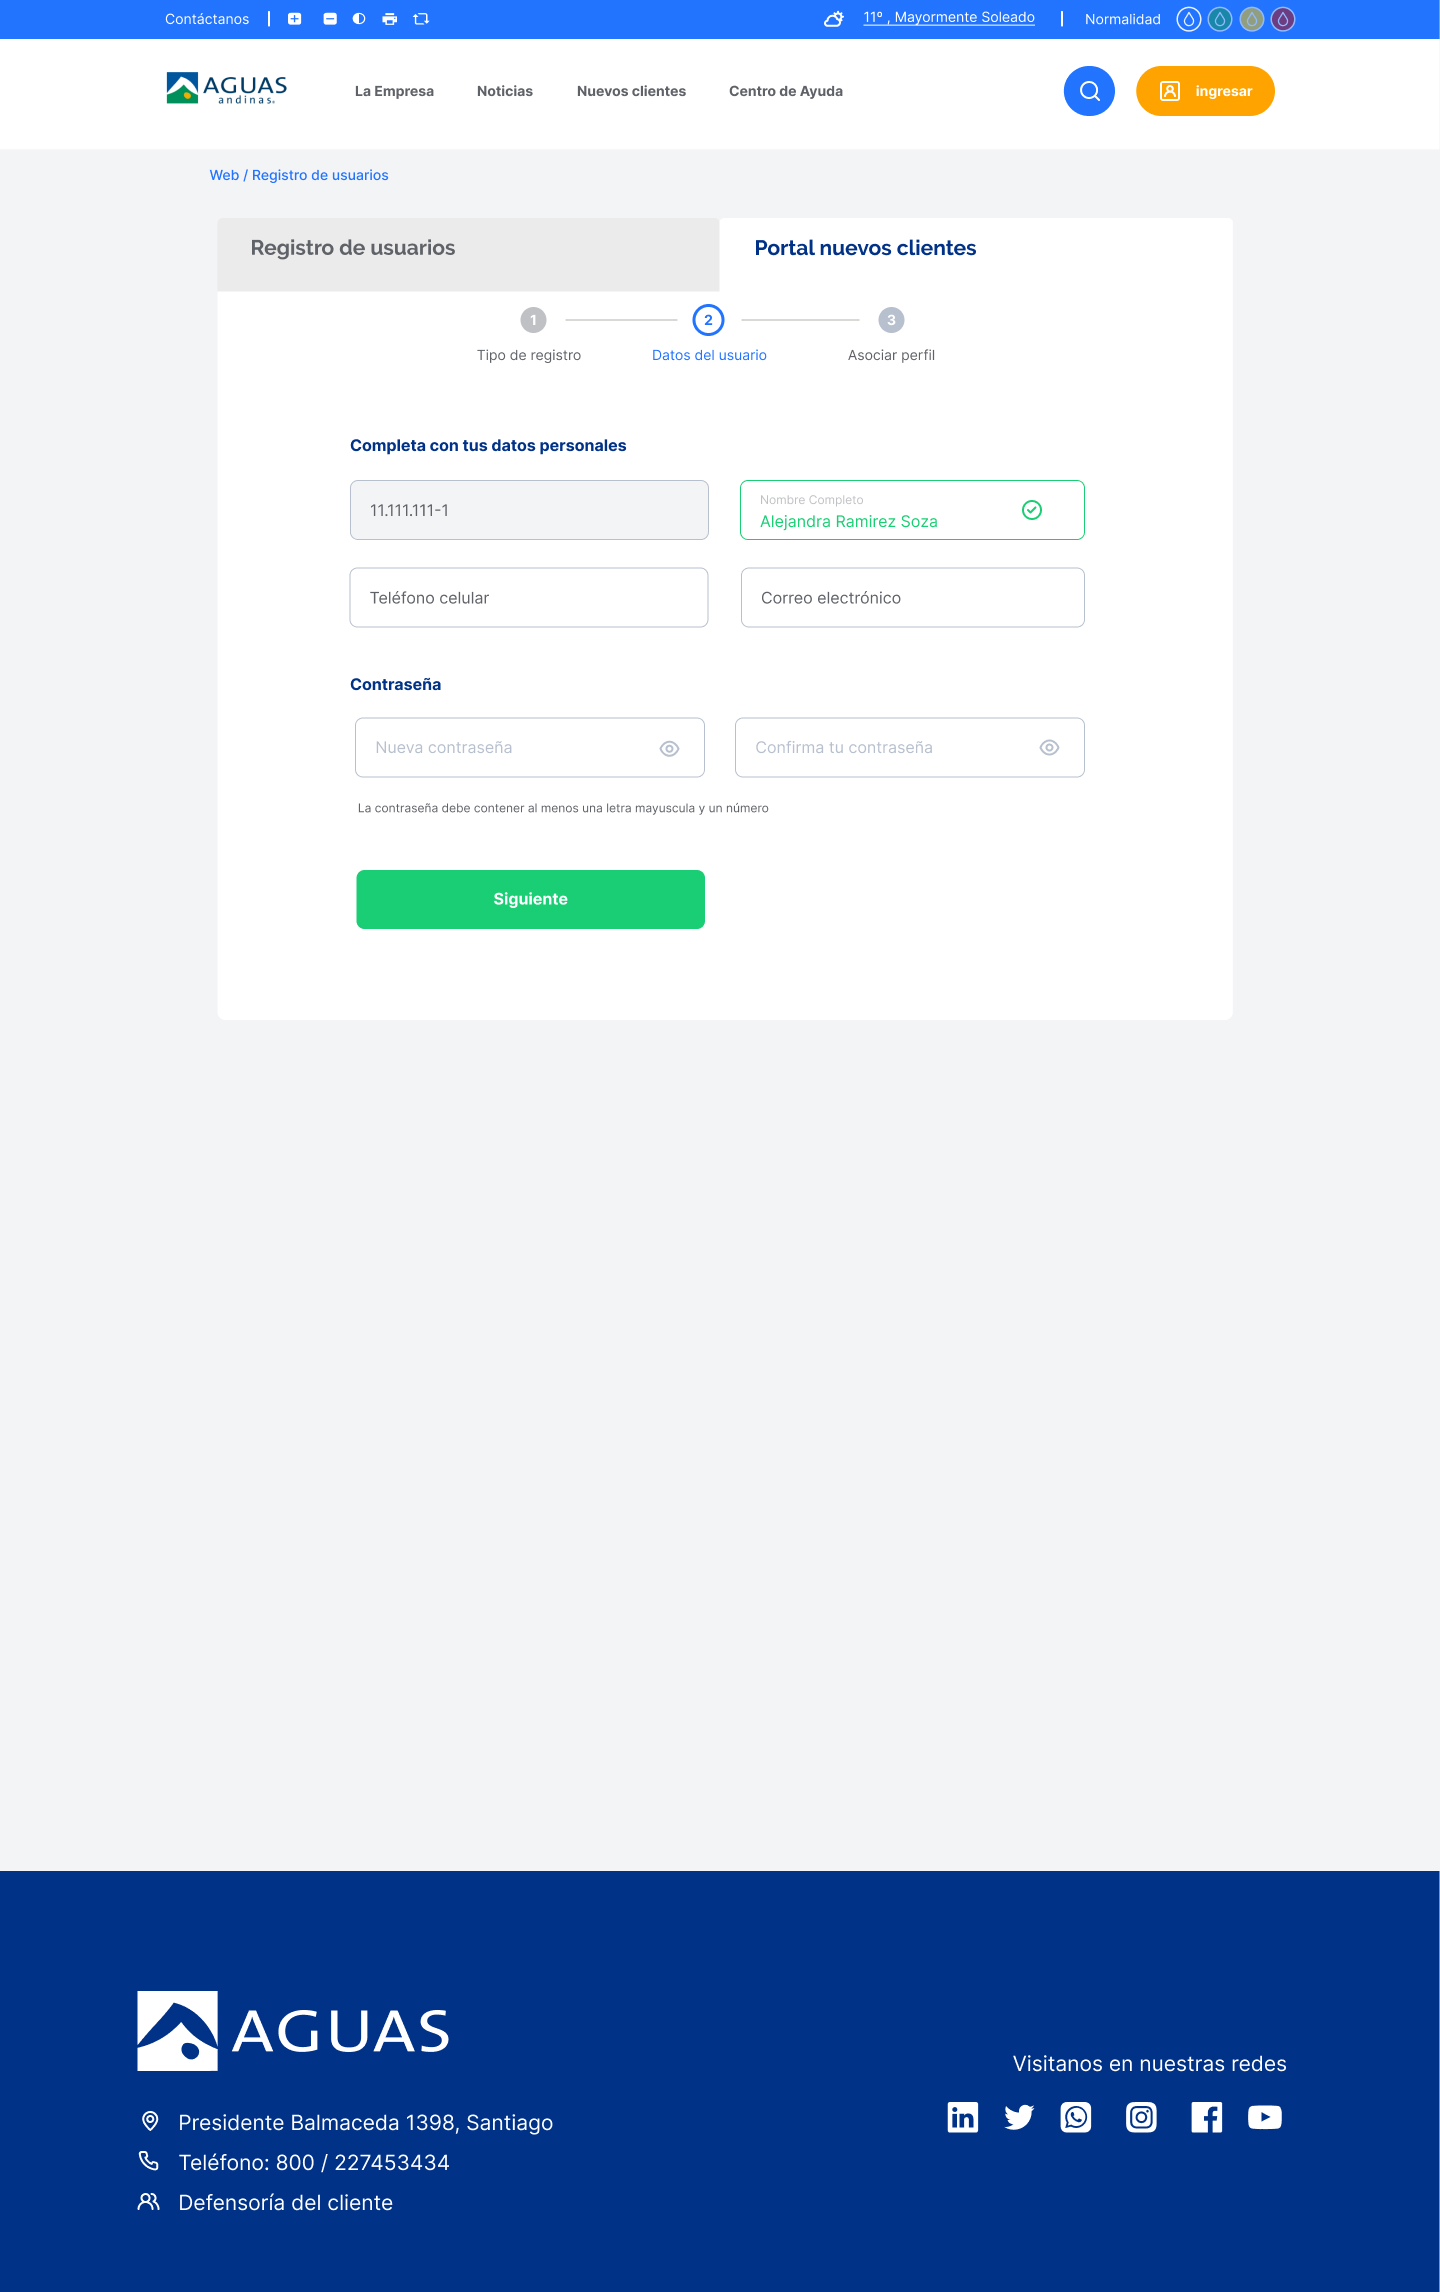 Contáctanos
11º , Mayormente Soleado
Normalidad
AGUAS
andinas
La Empresa
Noticias
Nuevos clientes
Centro de Ayuda
ingresar
Web / Registro de usuarios
Registro de usuarios
Portal nuevos clientes
1
2
3
Tipo de registro
Datos del usuario
Asociar perfil
Completa con tus datos personales
11.111.111-1
Nombre Completo
Alejandra Ramirez Soza
Teléfono celular
Correo electrónico
Contraseña
Nueva contraseña
Confirma tu contraseña
La contraseña debe contener al menos una letra mayuscula y un número
Siguiente
AGUAS
Visitanos en nuestras redes
Presidente Balmaceda 1398, Santiago
Teléfono: 800 / 227453434
Defensoría del cliente